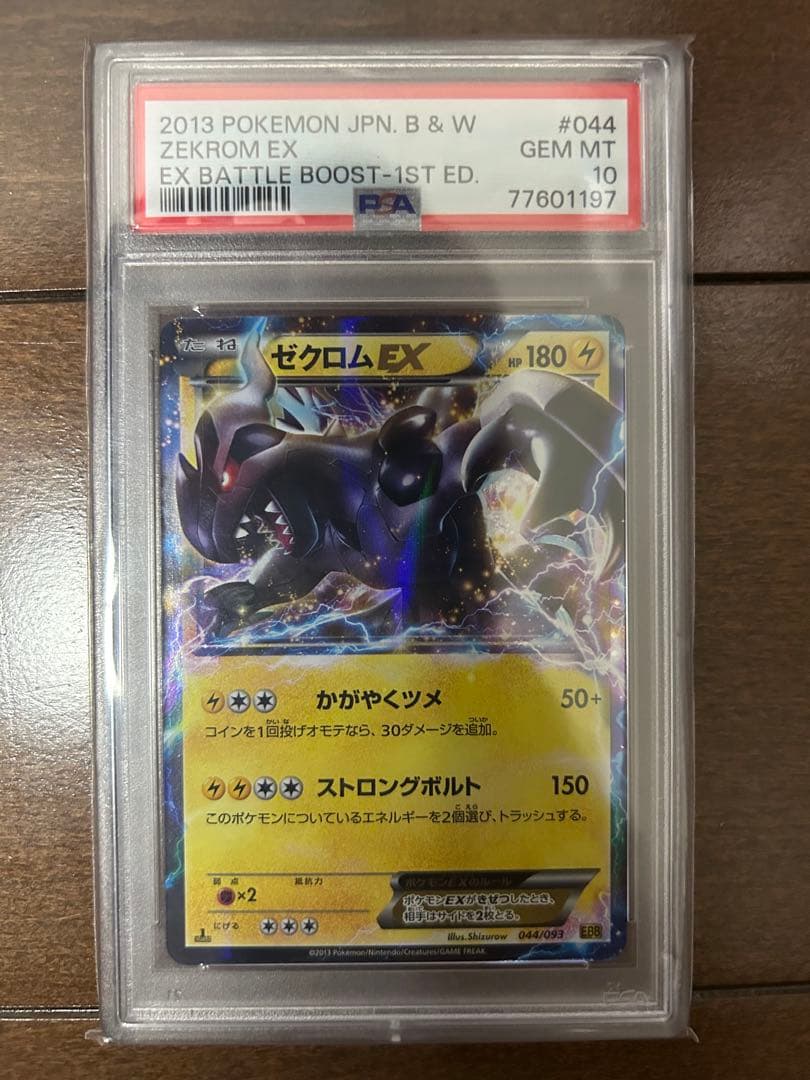 2013 POKEMON JPN. B & W #044
ZEKROM EX GEM MT
EX BATTLE BOOST-1ST ED. 10
77601197
PSA
たね ゼクロムEX HP 180
かがやくツメ 50+
コインを1回投げオモテなら、30ダメージを追加。
ストロングボルト 150
このポケモンについているエネルギーを2個選び、トラッシュする。
弱点 抵抗力
×2
にげる
ポケモンEXのルール
ポケモンEXがきぜつしたとき、
相手はサイドを2枚とる。
Illus. Shizurow 044/093 EBB
©2013 Pokémon/Nintendo/Creatures/GAME FREAK.